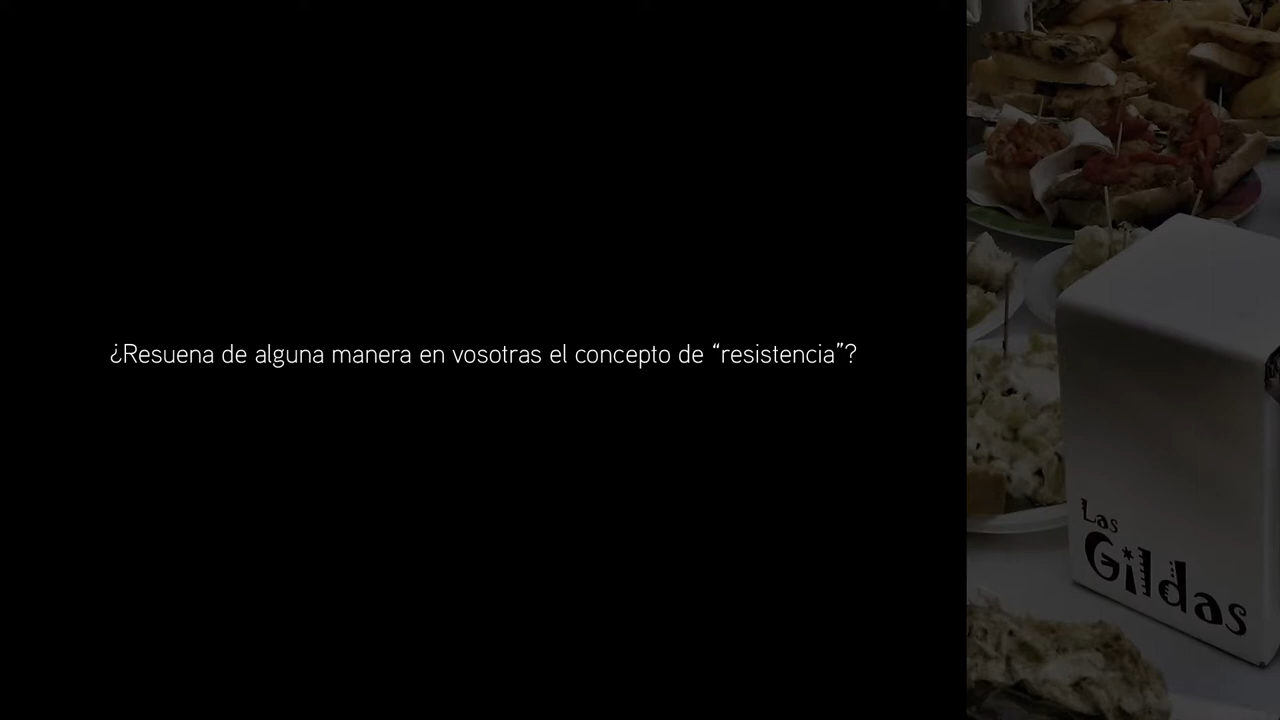 ¿Resuena de alguna manera en vosotras el concepto de “resistencia”?
Las
Gildas